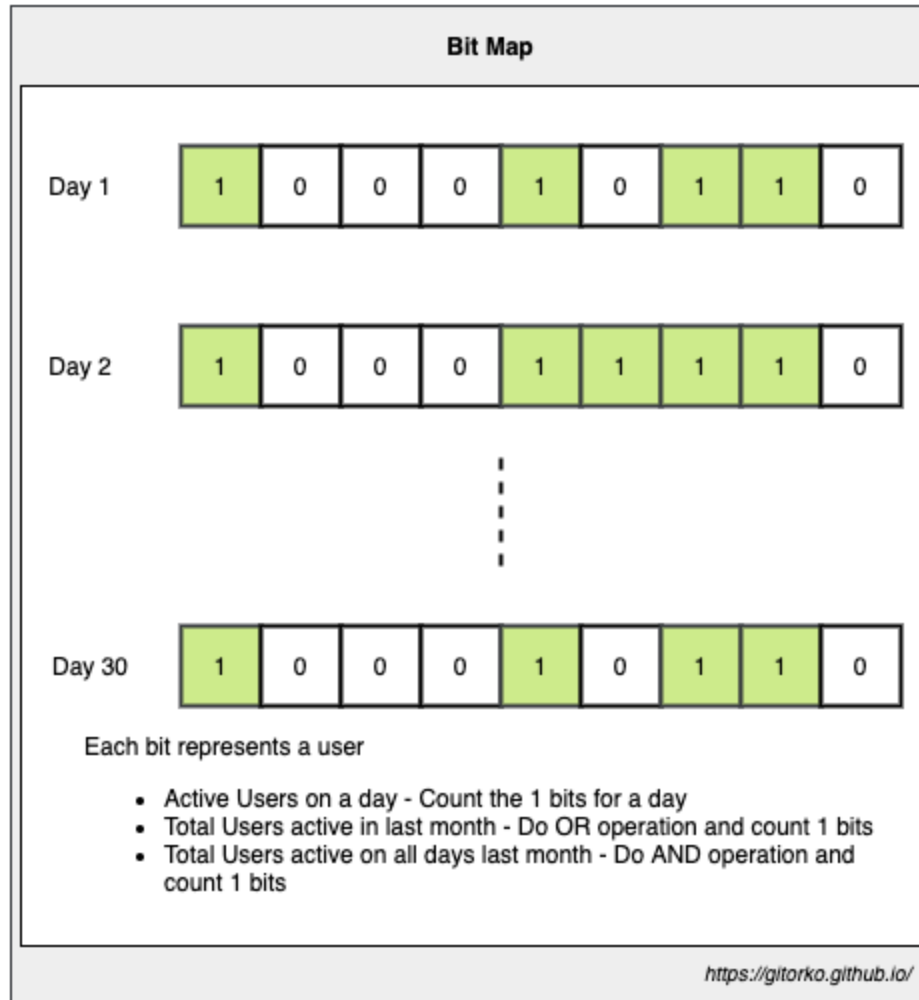 Bit Map
Day 1 1 0 0 0 1 0 1 1 0
Day 2 1 0 0 0 1 1 1 1 0
Day 30 1 0 0 0 1 0 1 1 0
Each bit represents a user
• Active Users on a day - Count the 1 bits for a day
• Total Users active in last month - Do OR operation and count 1 bits
• Total Users active on all days last month - Do AND operation and
count 1 bits
https://gitorko.github.io/